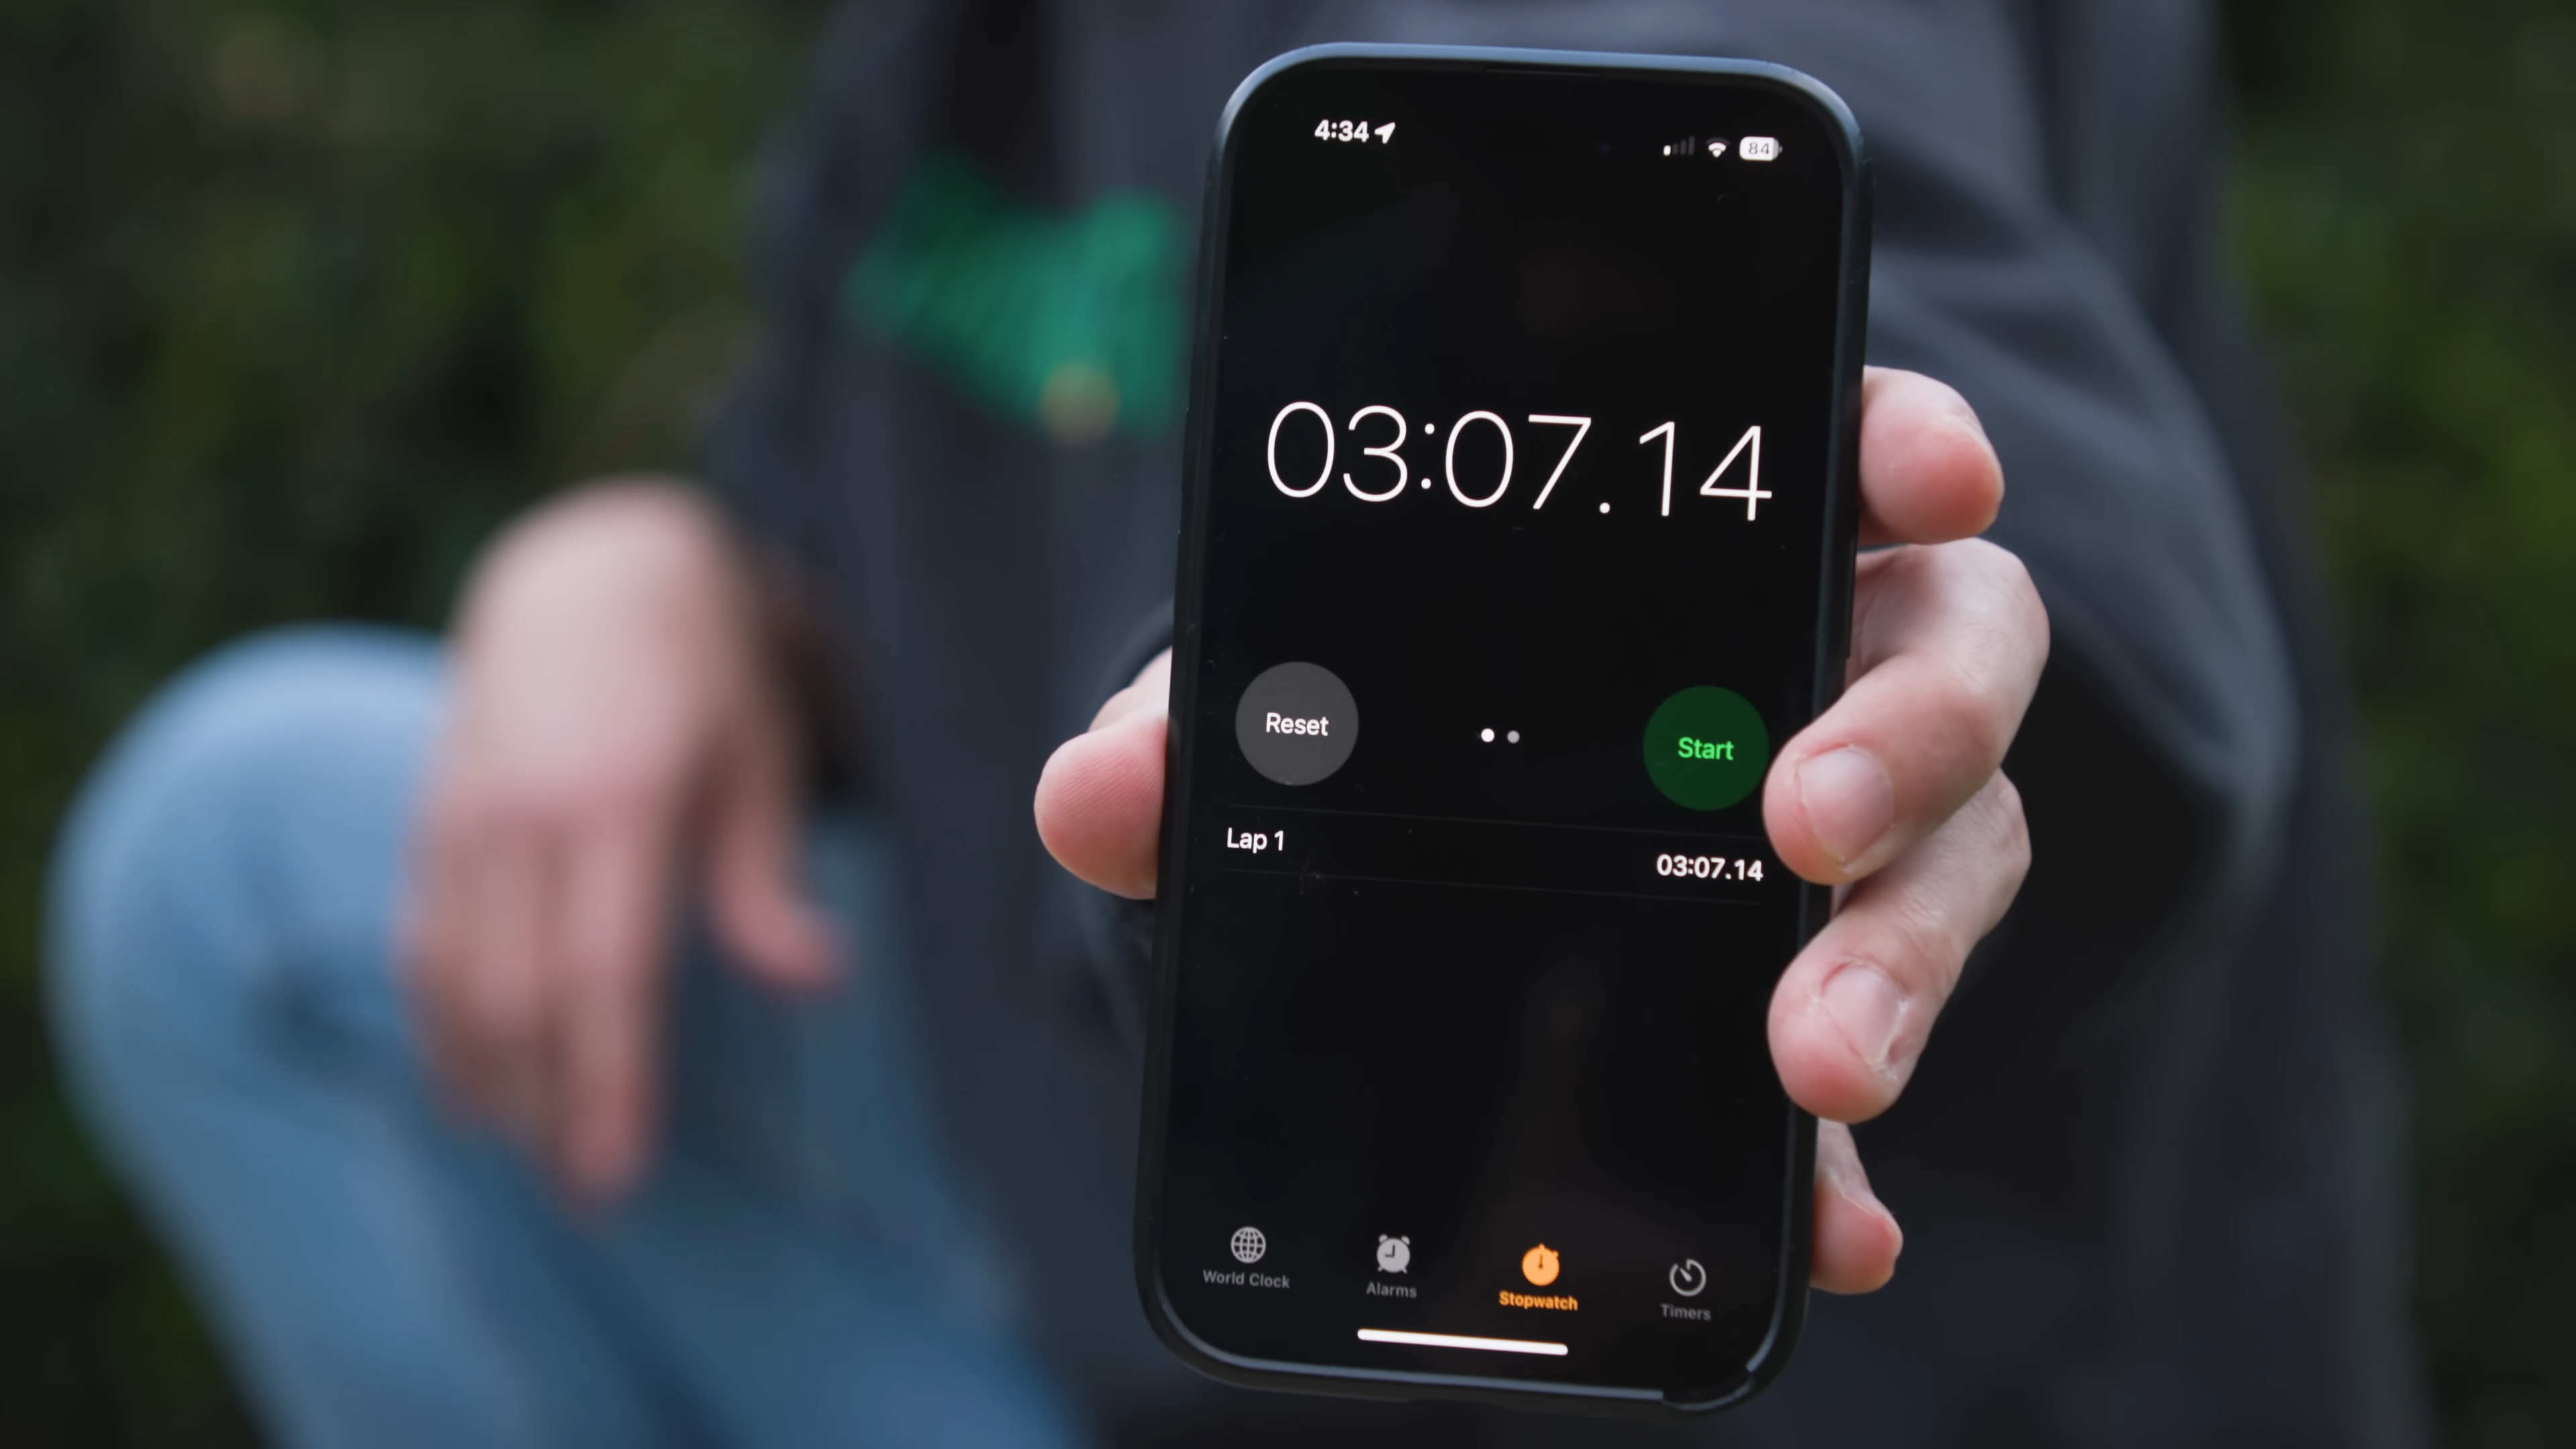 4:34
84
03:07.14
Reset
Start
Lap 1
03:07.14
World Clock
Alarms
Stopwatch
Timers